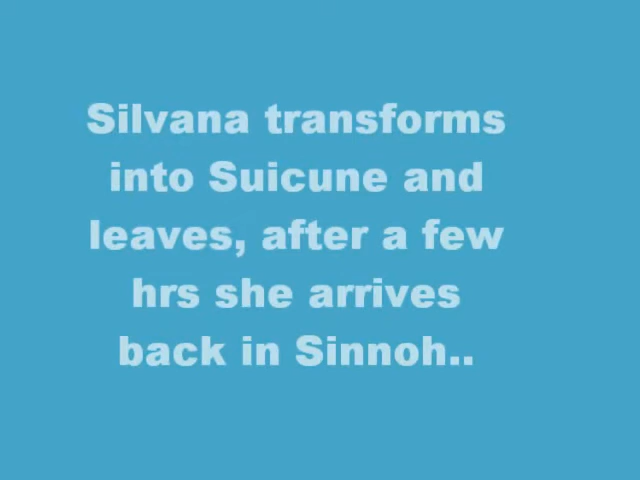 Silvana transforms
into Suicune and
leaves, after a few
hrs she arrives
back in Sinnoh..